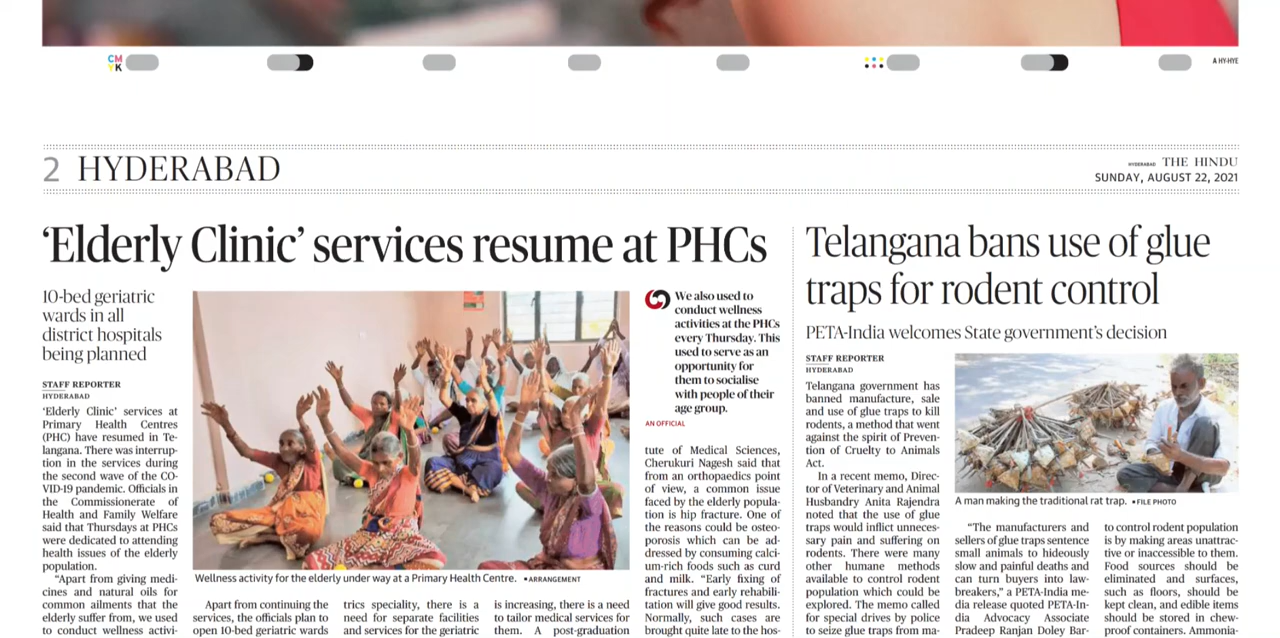 CM
YK
A HY-HYE
2 HYDERABAD
HYDERABAD THE HINDU
SUNDAY, AUGUST 22, 2021
‘Elderly Clinic’ services resume at PHCs
10-bed geriatric
wards in all
district hospitals
being planned
STAFF REPORTER
HYDERABAD
‘Elderly Clinic’ services at
Primary Health Centres
(PHC) have resumed in Te-
langana. There was interrup-
tion in the services during
the second wave of the CO-
VID-19 pandemic. Officials in
the Commissionerate of
Health and Family Welfare
said that Thursdays at PHCs
were dedicated to attending
health issues of the elderly
population.
“Apart from giving medi-
cines and natural oils for
common ailments that the
elderly suffer from, we used
to conduct wellness activi-
Wellness activity for the elderly under way at a Primary Health Centre. •ARRANGEMENT
Apart from continuing the
services, the officials plan to
open 10-bed geriatric wards
trics speciality, there is a
need for separate facilities
and services for the geriatric
is increasing, there is a need
to tailor medical services for
them. A post-graduation
We also used to
conduct wellness
activities at the PHCs
every Thursday. This
used to serve as an
opportunity for
them to socialise
with people of their
age group.
AN OFFICIAL
tute of Medical Sciences,
Cherukuri Nagesh said that
from an orthopaedics point
of view, a common issue
faced by the elderly popula-
tion is hip fracture. One of
the reasons could be osteo-
porosis which can be ad-
dressed by consuming calci-
um-rich foods such as curd
and milk. “Early fixing of
fractures and early rehabili-
tation will give good results.
Normally, such cases are
brought quite late to the hos-
Telangana bans use of glue
traps for rodent control
PETA-India welcomes State government’s decision
STAFF REPORTER
HYDERABAD
Telangana government has
banned manufacture, sale
and use of glue traps to kill
rodents, a method that went
against the spirit of Preven-
tion of Cruelty to Animals
Act.
In a recent memo, Direc-
tor of Veterinary and Animal
Husbandry Anita Rajendra
noted that the use of glue
traps would inflict unneces-
sary pain and suffering on
rodents. There were many
other humane methods
available to control rodent
population which could be
explored. The memo called
for special drives by police
to seize glue traps from ma-
A man making the traditional rat trap. •FILE PHOTO
“The manufacturers and
sellers of glue traps sentence
small animals to hideously
slow and painful deaths and
can turn buyers into law-
breakers,” a PETA-India me-
dia release quoted PETA-In-
dia Advocacy Associate
Pradeep Ranjan Doley Bar-
to control rodent population
is by making areas unattrac-
tive or inaccessible to them.
Food sources should be
eliminated and surfaces,
such as floors, should be
kept clean, and edible items
should be stored in chew-
proof containers. Ammonia-